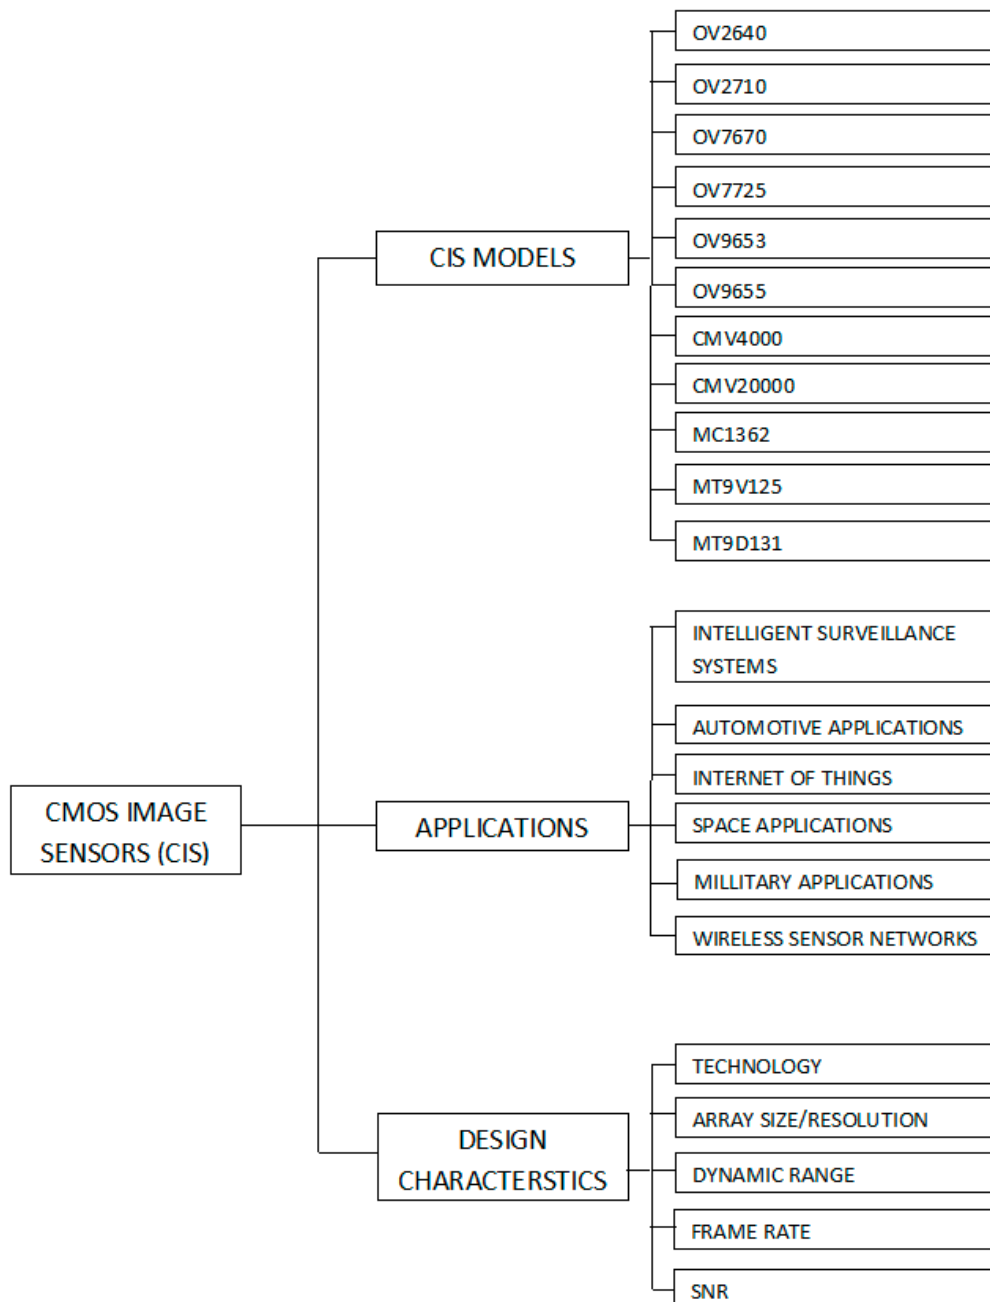 OV2640
OV2710
OV7670
OV7725
CIS MODELS
OV9653
OV9655
CMV4000
CMV20000
MC1362
MT9V125
MT9D131
INTELLIGENT SURVEILLANCE
SYSTEMS
AUTOMOTIVE APPLICATIONS
INTERNET OF THINGS
CMOS IMAGE
SENSORS (CIS)
APPLICATIONS
SPACE APPLICATIONS
MILLITARY APPLICATIONS
WIRELESS SENSOR NETWORKS
TECHNOLOGY
ARRAY SIZE/RESOLUTION
DESIGN
CHARACTERSTICS
DYNAMIC RANGE
FRAME RATE
SNR